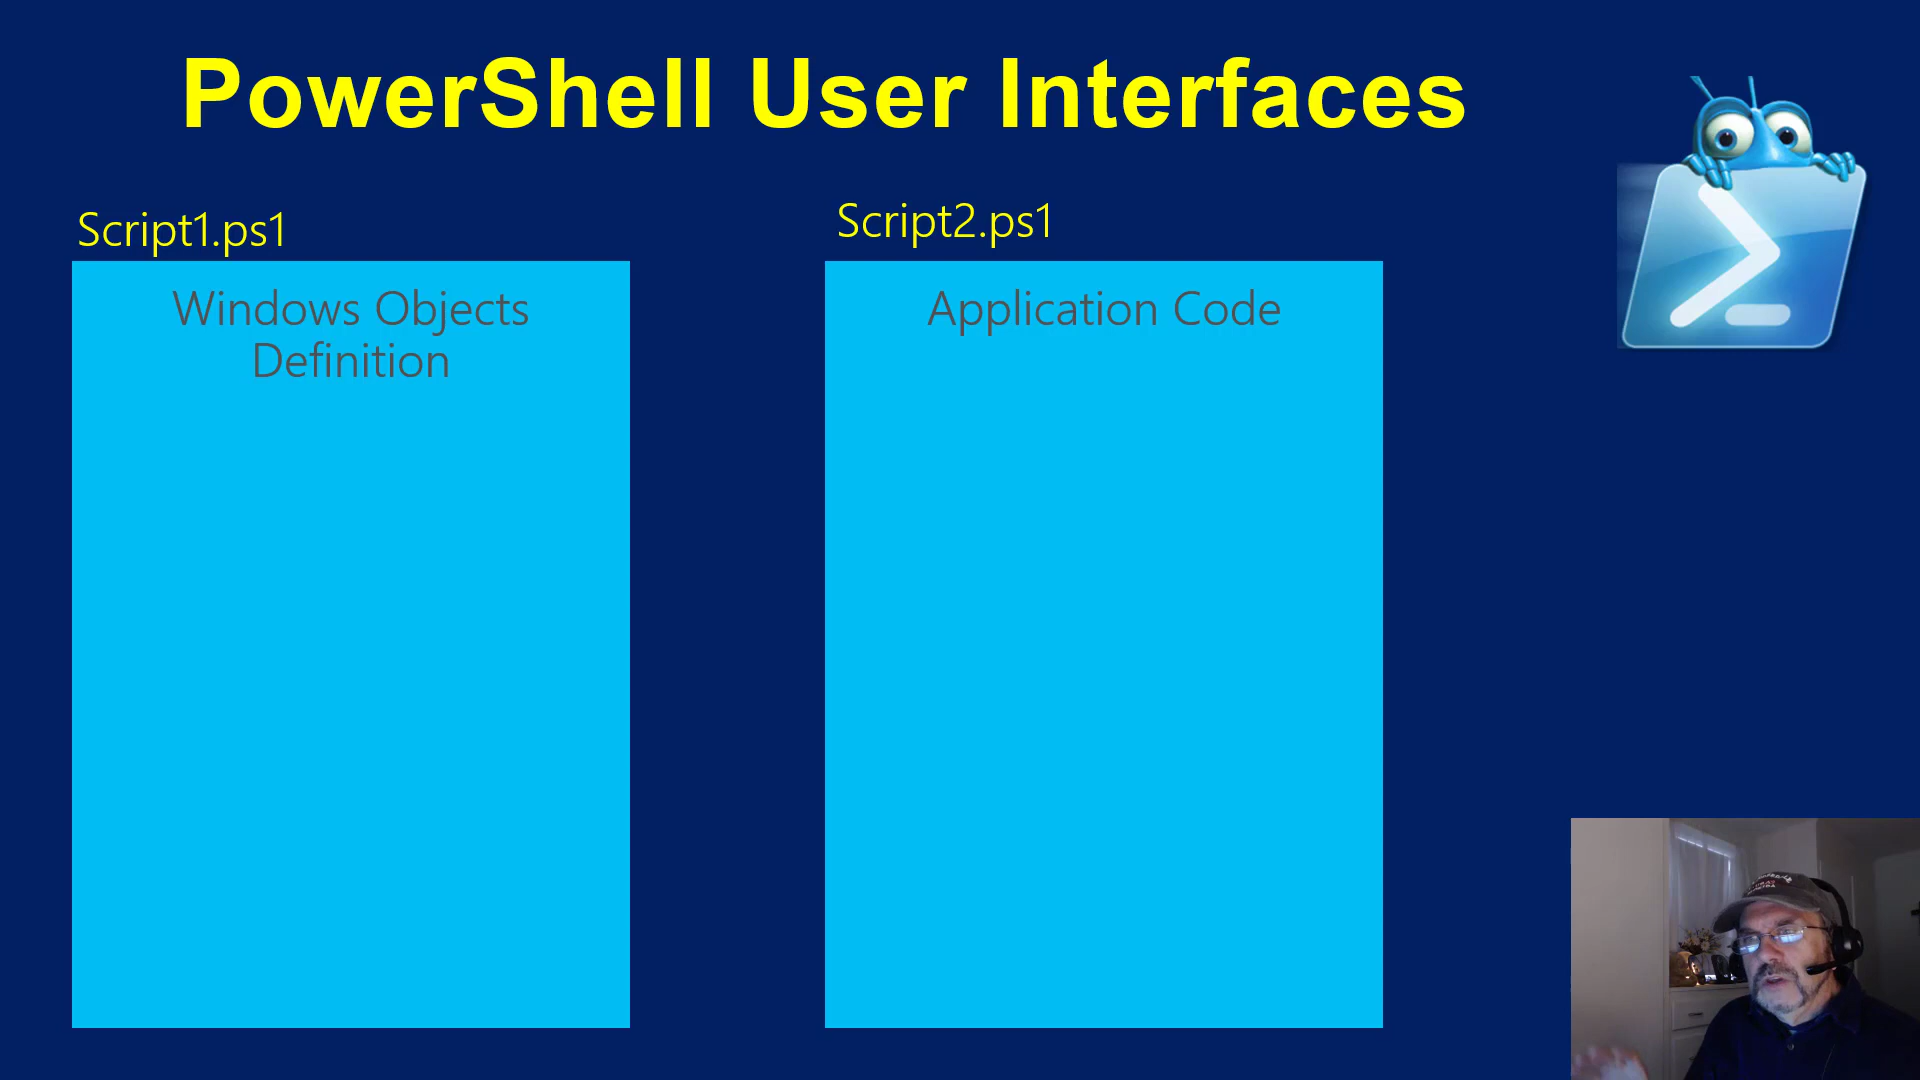 PowerShell User Interfaces
Script1.ps1
Windows Objects
Definition
Script2.ps1
Application Code